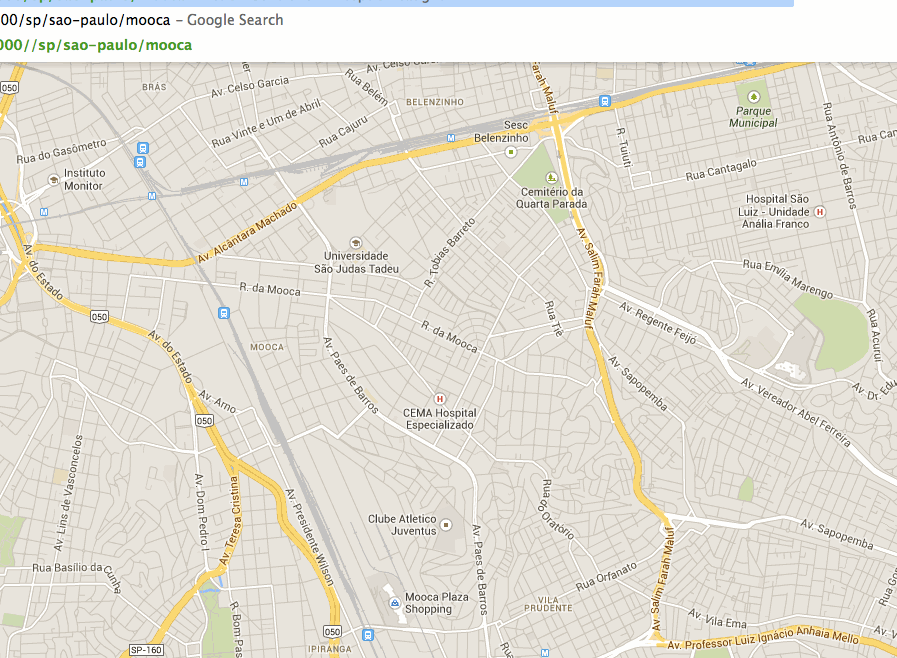 00/sp/sao-paulo/mooca – Google Search
000//sp/sao-paulo/mooca
050
BRÁS
Av. Celso Garcia
Rua Belém
BELENZINHO
Farah Maluf
Parque
Municipal
Rua Vinte e Um de Abril
Rua Cajuru
Sesc
Belenzinho
R. Tuiuti
Rua Antônio de Barros
Rua do Gasômetro
Instituto
Monitor
Rua Cantagalo
Cemitério da
Quarta Parada
Hospital São
Luiz - Unidade
Anália Franco
H
M
Av. Alcântara Machado
R. Tobias Barreto
Av. Salim Farah Maluf
Universidade
São Judas Tadeu
Av. do Estado
R. da Mooca
Rua Emília Marengo
050
Rua Tiê
Av. Regente Feijó
Rua Acuruí
Av. do Estado
MOOCA
R. da Mooca
Av. Paes de Barros
Av. Sapopemba
Av. Vereador Abel Ferreira
Av. Arno
H
CEMA Hospital
Especializado
050
Av. Lins de Vasconcelos
Av. Dom Pedro I
Av. Teresa Cristina
Av. Presidente Wilson
Rua do Oratório
Clube Atletico
Juventus
Av. Paes de Barros
Av. Sapopemba
Rua Basílio da Cunha
Rua Orfanato
Av. Salim Farah Maluf
Mooca Plaza
Shopping
VILA
PRUDENTE
R. Bom Pas
Av. Vila Ema
050
SP-160
IPIRANGA
Av. Professor Luiz Ignácio Anhaia Mello